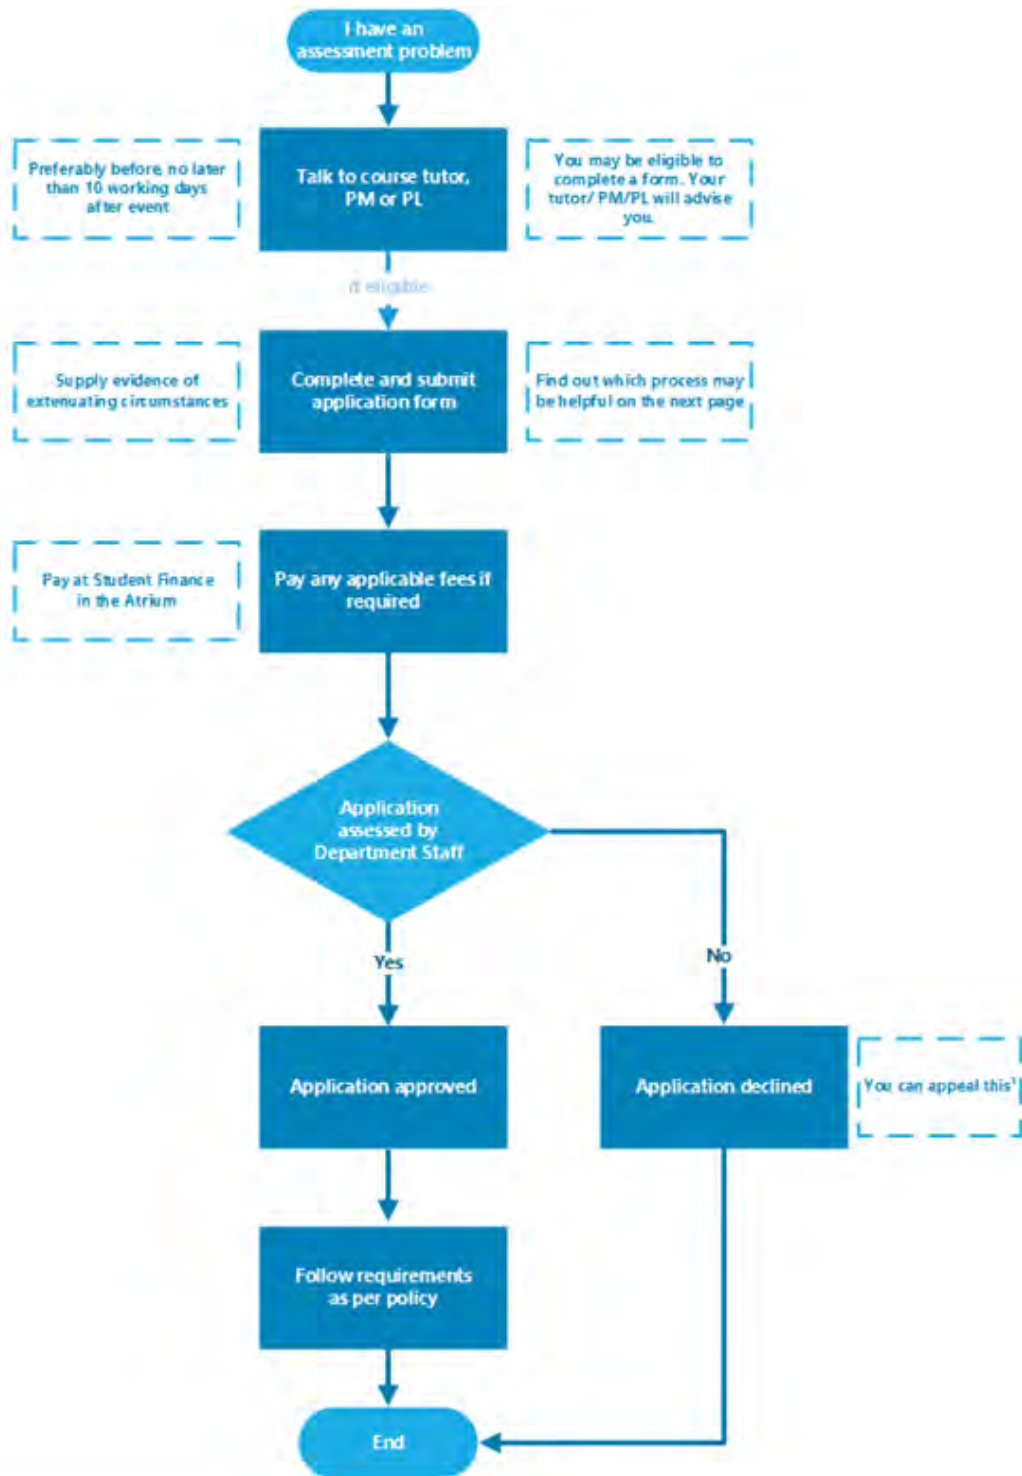 I have an
assessment problem
Preferably before, no later
than 10 working days
after event
Talk to course tutor,
PM or PL
You may be eligible to
complete a form. Your
tutor/ PM/PL will advise
you.
if eligible
Supply evidence of
extenuating circumstances
Complete and submit
application form
Find out which process may
be helpful on the next page
Pay at Student Finance
in the Atrium
Pay any applicable fees if
required
Application
assessed by
Department Staff
Yes
No
Application approved
Application declined
You can appeal this¹
Follow requirements
as per policy
End